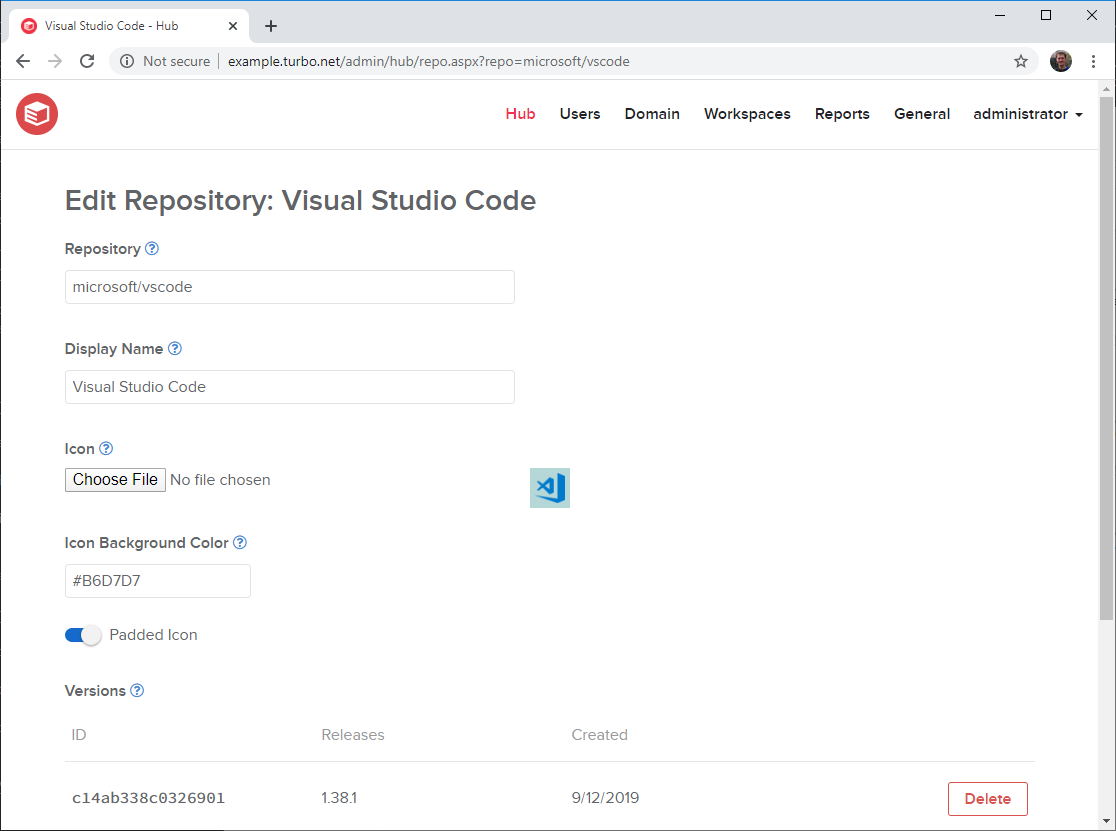 Visual Studio Code - Hub
Not secure example.turbo.net/admin/hub/repo.aspx?repo=microsoft/vscode
Hub Users Domain Workspaces Reports General administrator
Edit Repository: Visual Studio Code
Repository
microsoft/vscode
Display Name
Visual Studio Code
Icon
Choose File No file chosen
Icon Background Color
#B6D7D7
Padded Icon
Versions
ID Releases Created
c14ab338c0326901 1.38.1 9/12/2019 Delete